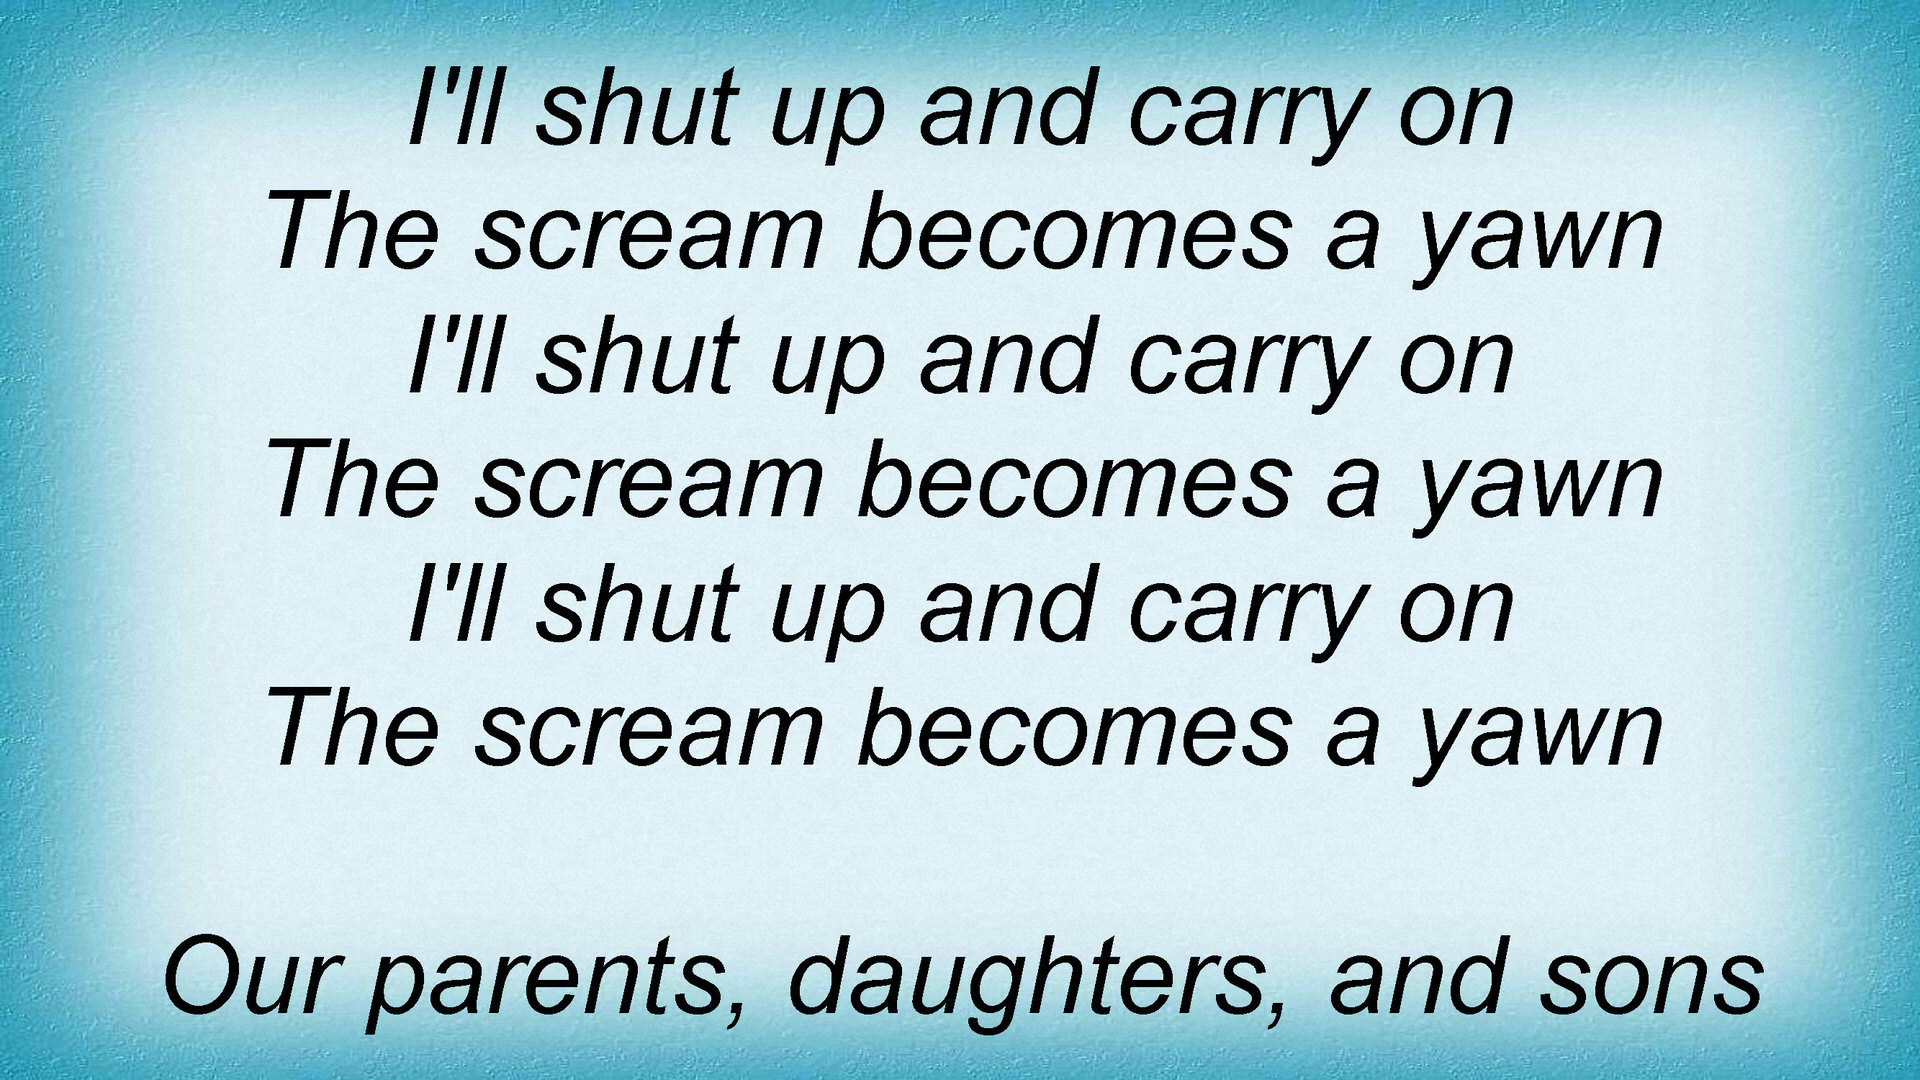 I'll shut up and carry on
The scream becomes a yawn
I'll shut up and carry on
The scream becomes a yawn
I'll shut up and carry on
The scream becomes a yawn
Our parents, daughters, and sons